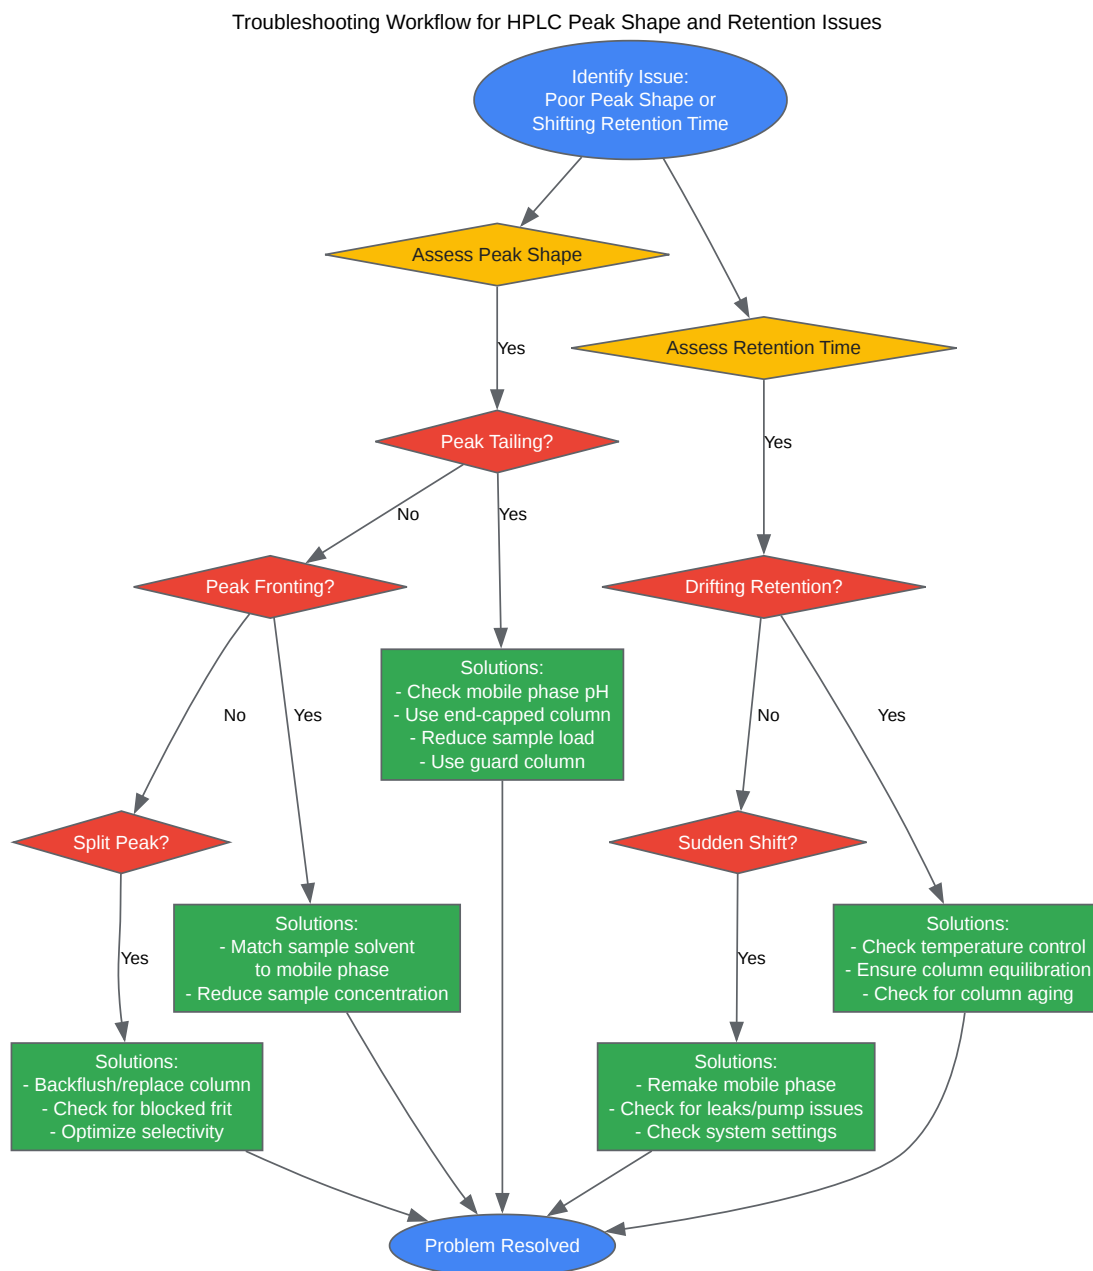 Troubleshooting Workflow for HPLC Peak Shape and Retention Issues
Identify Issue:
Poor Peak Shape or
Shifting Retention Time
Assess Peak Shape
Yes
Assess Retention Time
Peak Tailing?
Yes
No
Yes
Peak Fronting?
Drifting Retention?
Solutions:
- Check mobile phase pH
- Use end-capped column
- Reduce sample load
- Use guard column
No
Yes
No
Yes
Split Peak?
Sudden Shift?
Solutions:
- Match sample solvent
to mobile phase
- Reduce sample concentration
Solutions:
- Check temperature control
- Ensure column equilibration
- Check for column aging
Yes
Yes
Solutions:
- Backflush/replace column
- Check for blocked frit
- Optimize selectivity
Solutions:
- Remake mobile phase
- Check for leaks/pump issues
- Check system settings
Problem Resolved